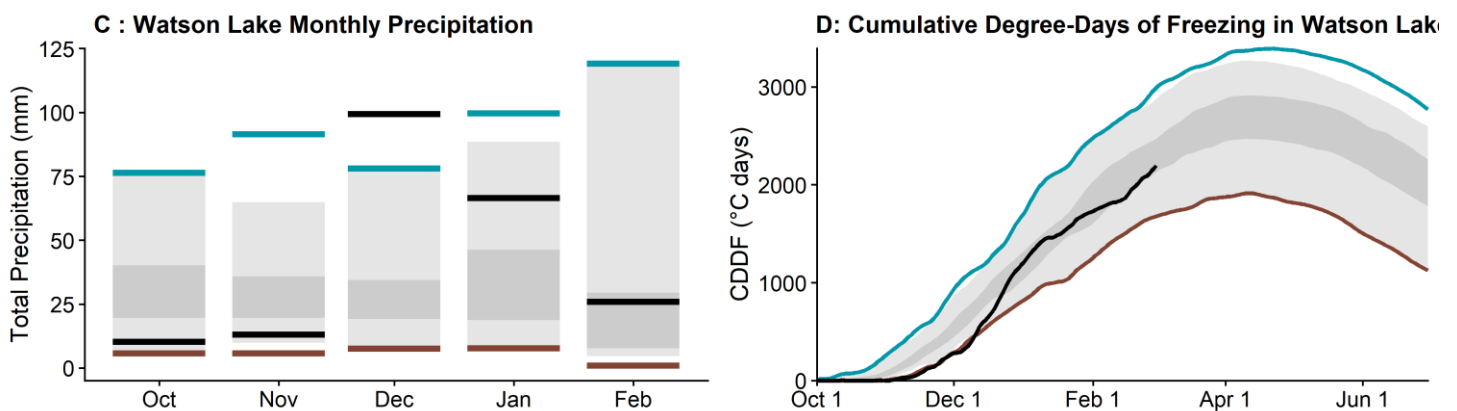 C : Watson Lake Monthly Precipitation
Total Precipitation (mm)
125
100
75
50
25
0
Oct Nov Dec Jan Feb
D: Cumulative Degree-Days of Freezing in Watson Lake
CDDF (°C days)
3000
2000
1000
0
Oct 1 Dec 1 Feb 1 Apr 1 Jun 1